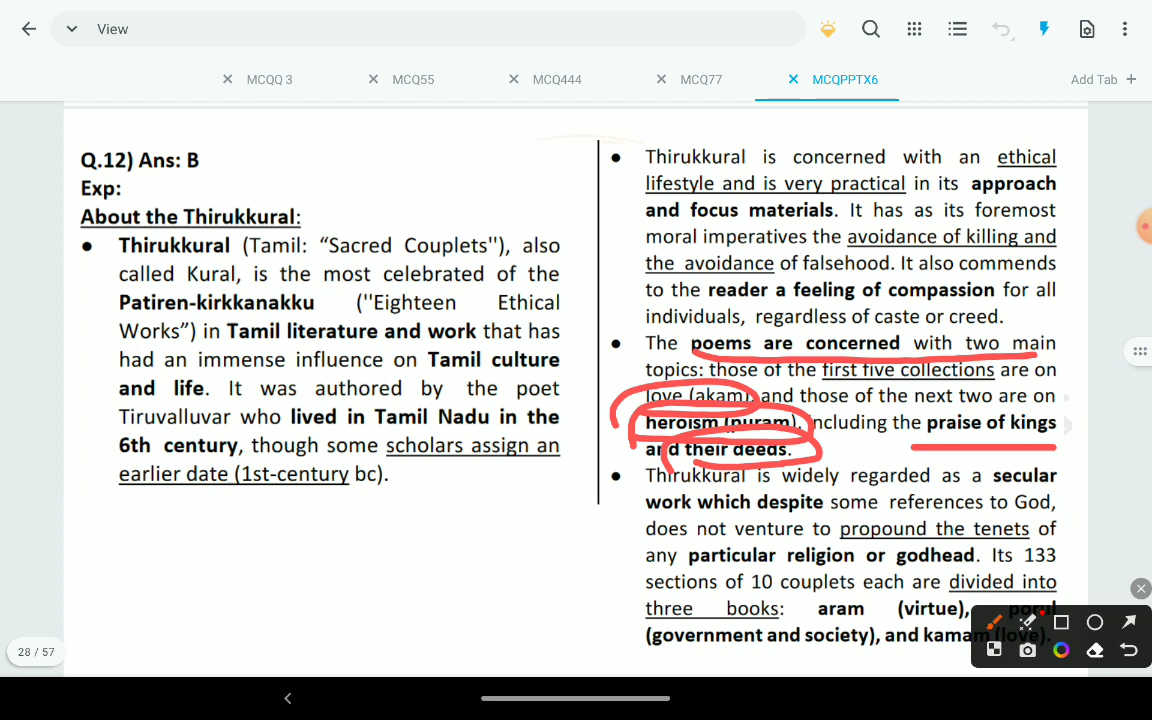 View
MCQQ 3
MCQ55
MCQ444
MCQ77
MCQPPTX6
Add Tab +
Q.12) Ans: B
Exp:
About the Thirukkural:
● Thirukkural (Tamil: “Sacred Couplets''), also
called Kural, is the most celebrated of the
Patiren-kirkkanakku (''Eighteen Ethical
Works”) in Tamil literature and work that has
had an immense influence on Tamil culture
and life. It was authored by the poet
Tiruvalluvar who lived in Tamil Nadu in the
6th century, though some scholars assign an
earlier date (1st-century bc).
● Thirukkural is concerned with an ethical
lifestyle and is very practical in its approach
and focus materials. It has as its foremost
moral imperatives the avoidance of killing and
the avoidance of falsehood. It also commends
to the reader a feeling of compassion for all
individuals, regardless of caste or creed.
● The poems are concerned with two main
topics: those of the first five collections are on
love (akam), and those of the next two are on
heroism (puram), including the praise of kings
and their deeds.
● Thirukkural is widely regarded as a secular
work which despite some references to God,
does not venture to propound the tenets of
any particular religion or godhead. Its 133
sections of 10 couplets each are divided into
three books: aram (virtue), porul
(government and society), and kamam (love).
28 / 57